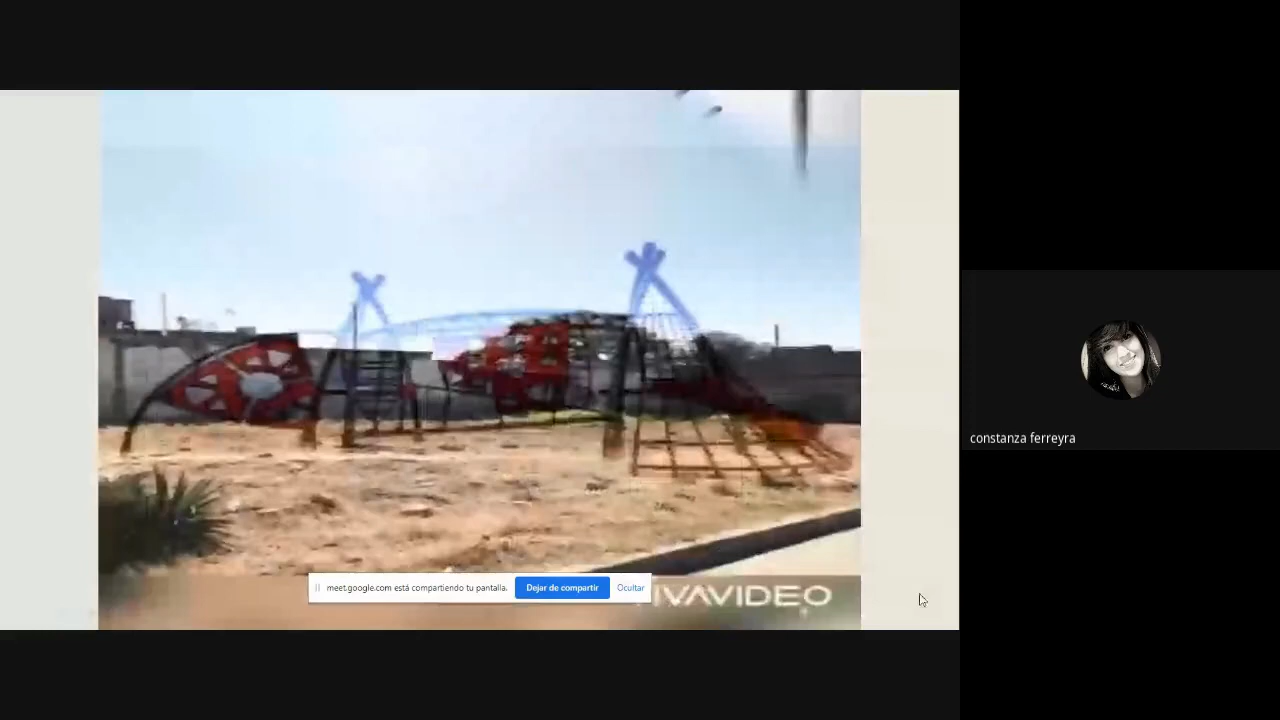 meet.google.com está compartiendo tu pantalla.
Dejar de compartir
Ocultar
IVAVIDEO
constanza ferreyra